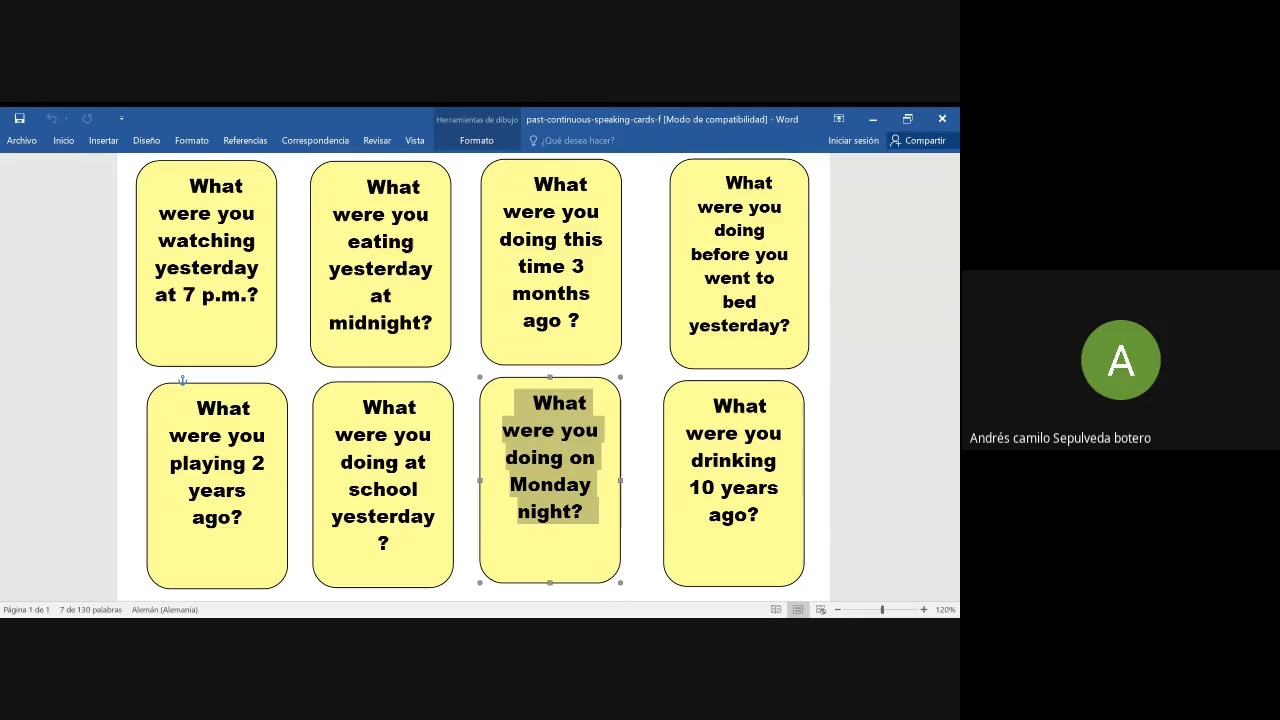 Herramientas de dibujo
past-continuous-speaking-cards-f [Modo de compatibilidad] - Word
Archivo Inicio Insertar Diseño Formato Referencias Correspondencia Revisar Vista Formato ¿Qué desea hacer? Iniciar sesión Compartir
What
were you
watching
yesterday
at 7 p.m.?
What
were you
eating
yesterday
at
midnight?
What
were you
doing this
time 3
months
ago ?
What
were you
doing
before you
went to
bed
yesterday?
What
were you
playing 2
years
ago?
What
were you
doing at
school
yesterday
?
What
were you
doing on
Monday
night?
What
were you
drinking
10 years
ago?
A
Andrés camilo Sepulveda botero
Página 1 de 1 7 de 130 palabras Alemán (Alemania) 120%